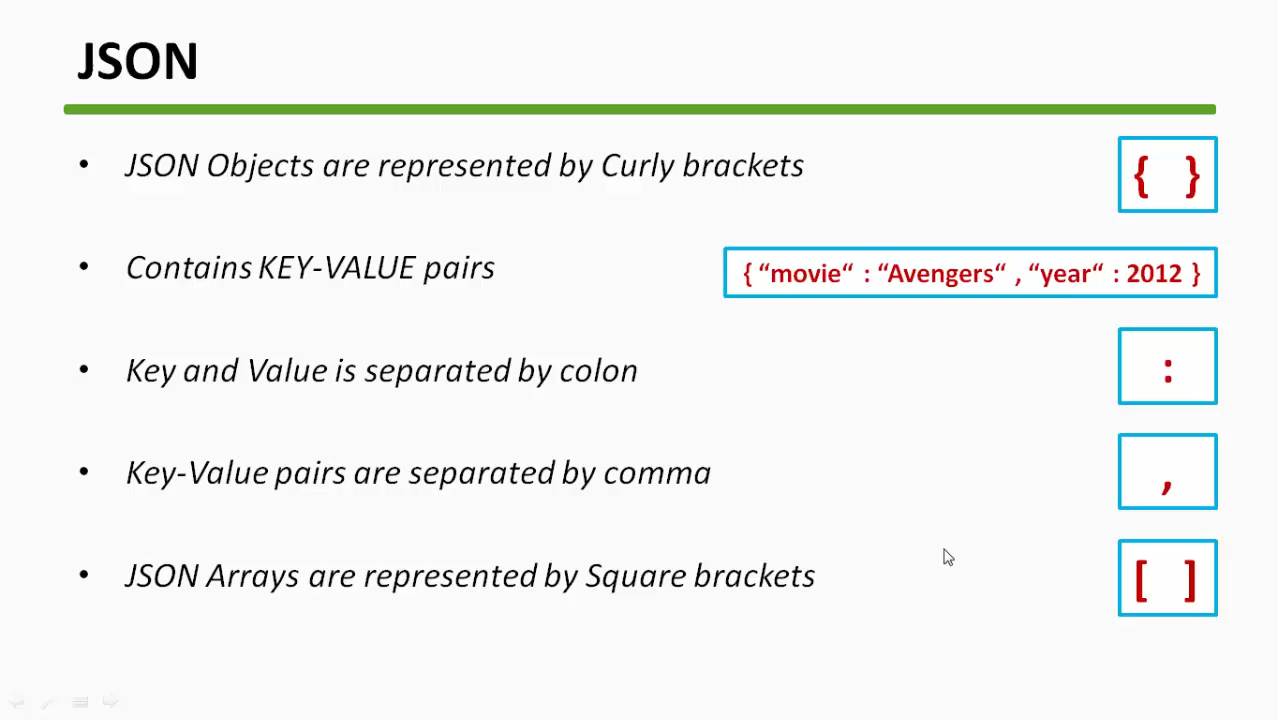 JSON
• JSON Objects are represented by Curly brackets
{ }
• Contains KEY-VALUE pairs
{ “movie“ : “Avengers“ , “year“ : 2012 }
• Key and Value is separated by colon
:
• Key-Value pairs are separated by comma
,
• JSON Arrays are represented by Square brackets
[ ]